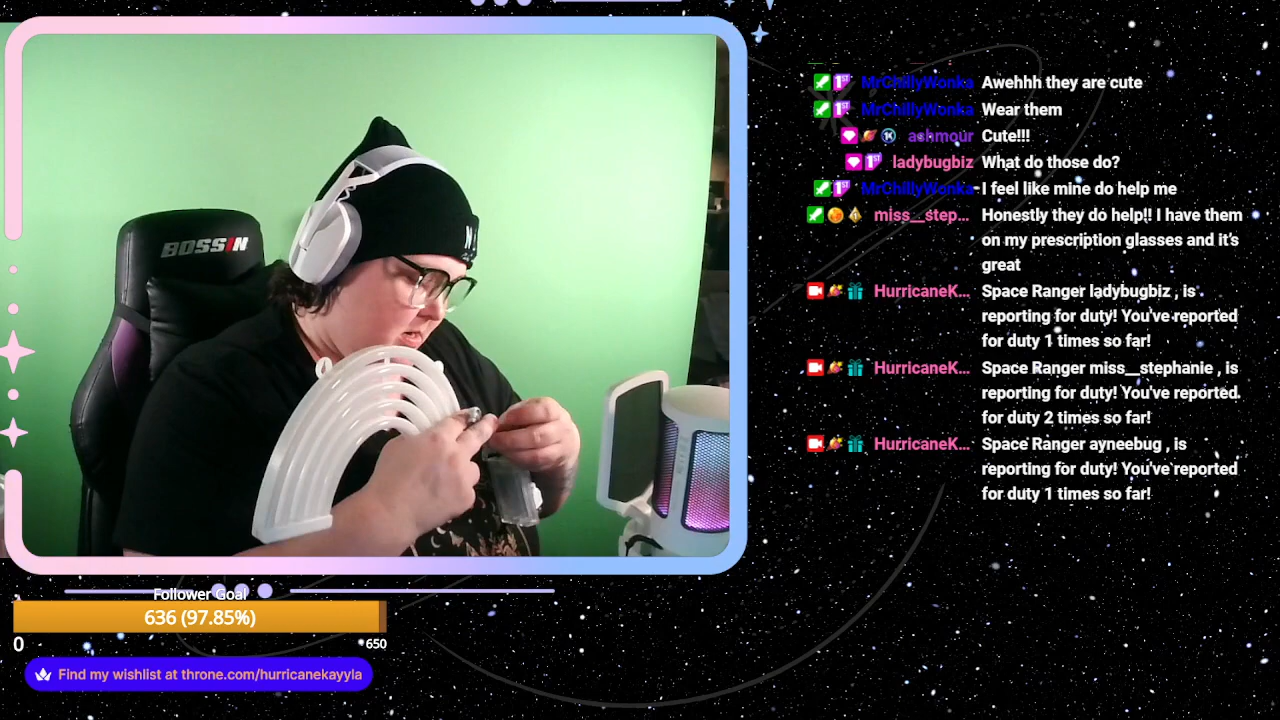 BOSSIN
MrChillyWonka Awehhh they are cute
MrChillyWonka Wear them
ashmour Cute!!!
ladybugbiz What do those do?
MrChillyWonka I feel like mine do help me
miss__step... Honestly they do help!! I have them
on my prescription glasses and it's
great
HurricaneK... Space Ranger ladybugbiz , is
reporting for duty! You've reported
for duty 1 times so far!
HurricaneK... Space Ranger miss__stephanie , is
reporting for duty! You've reported
for duty 2 times so far!
HurricaneK... Space Ranger ayneebug , is
reporting for duty! You've reported
for duty 1 times so far!
Follower Goal
636 (97.85%)
0 650
Find my wishlist at throne.com/hurricanekayyla